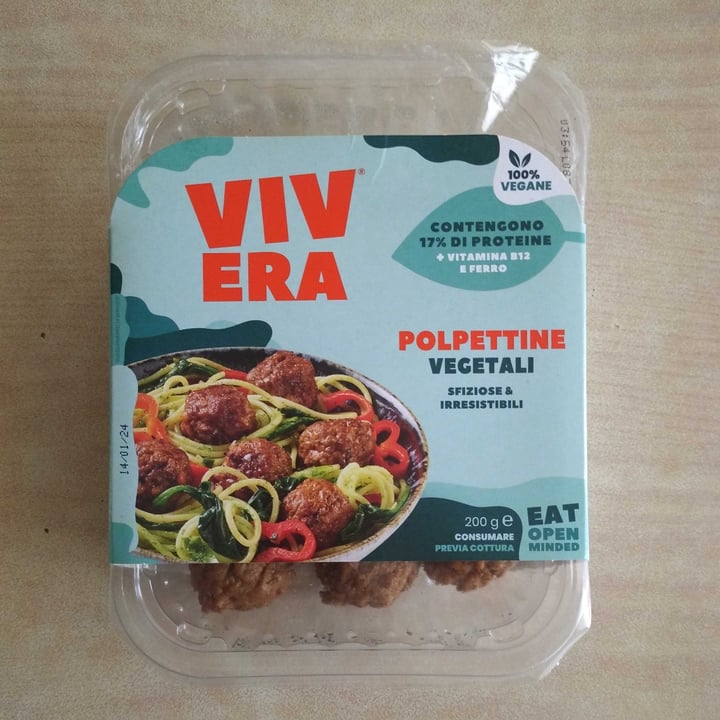 VIV
ERA®
100%
VEGANE
CONTENGONO
17% DI PROTEINE
+ VITAMINA B12
E FERRO
POLPETTINE
VEGETALI
SFIZIOSE &
IRRESISTIBILI
14/01/24
200 g ℮
CONSUMARE
PREVIA COTTURA
EAT
OPEN
MINDED